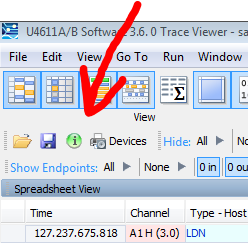 U4611A/B Software 3.6. 0 Trace Viewer - sa
File Edit View Go To Run Window
Σ
View
Devices Hide: All None
Show Endpoints: All None 0 in 0 out
Spreadsheet View
Time Channel Type - Host
127.237.675.818 A1 H (3.0) LDN